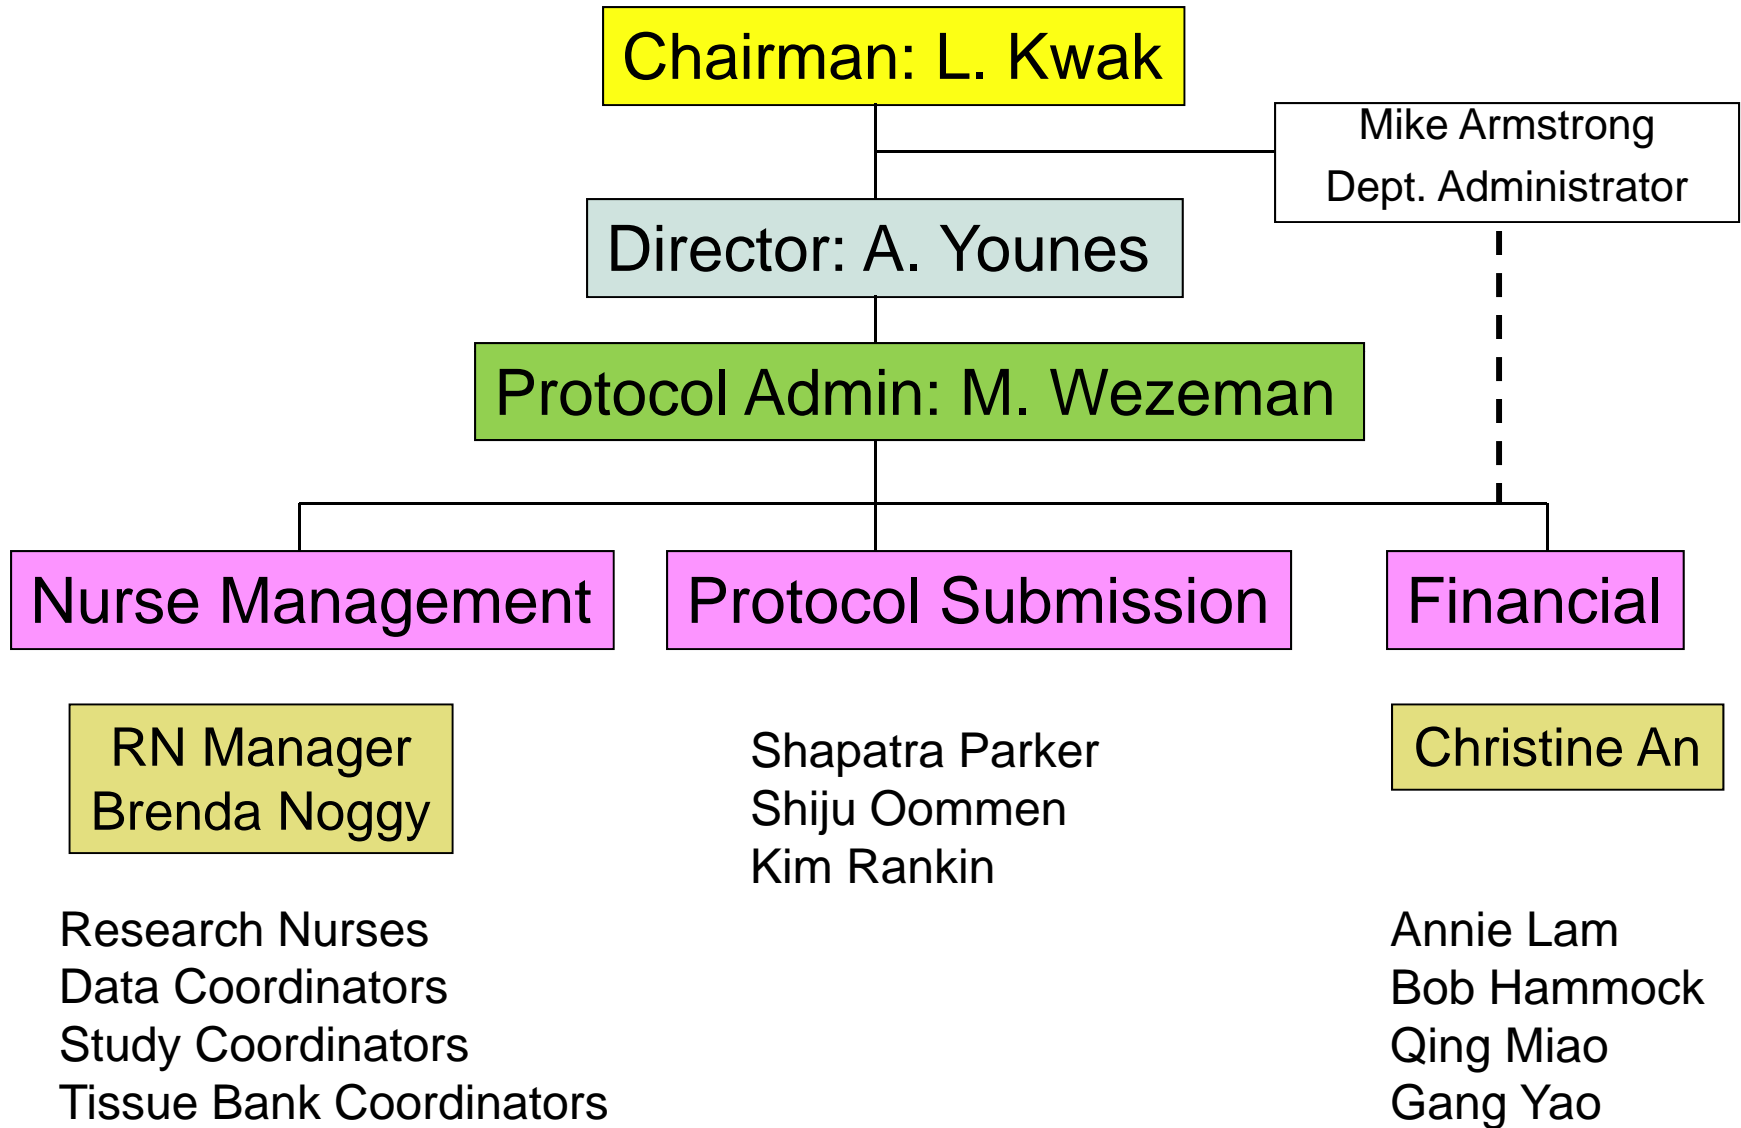 Chairman: L. Kwak
Mike Armstrong
Dept. Administrator
Director: A. Younes
Protocol Admin: M. Wezeman
Nurse Management
Protocol Submission
Financial
RN Manager
Brenda Noggy
Research Nurses
Data Coordinators
Study Coordinators
Tissue Bank Coordinators
Shapatra Parker
Shiju Oommen
Kim Rankin
Christine An
Annie Lam
Bob Hammock
Qing Miao
Gang Yao